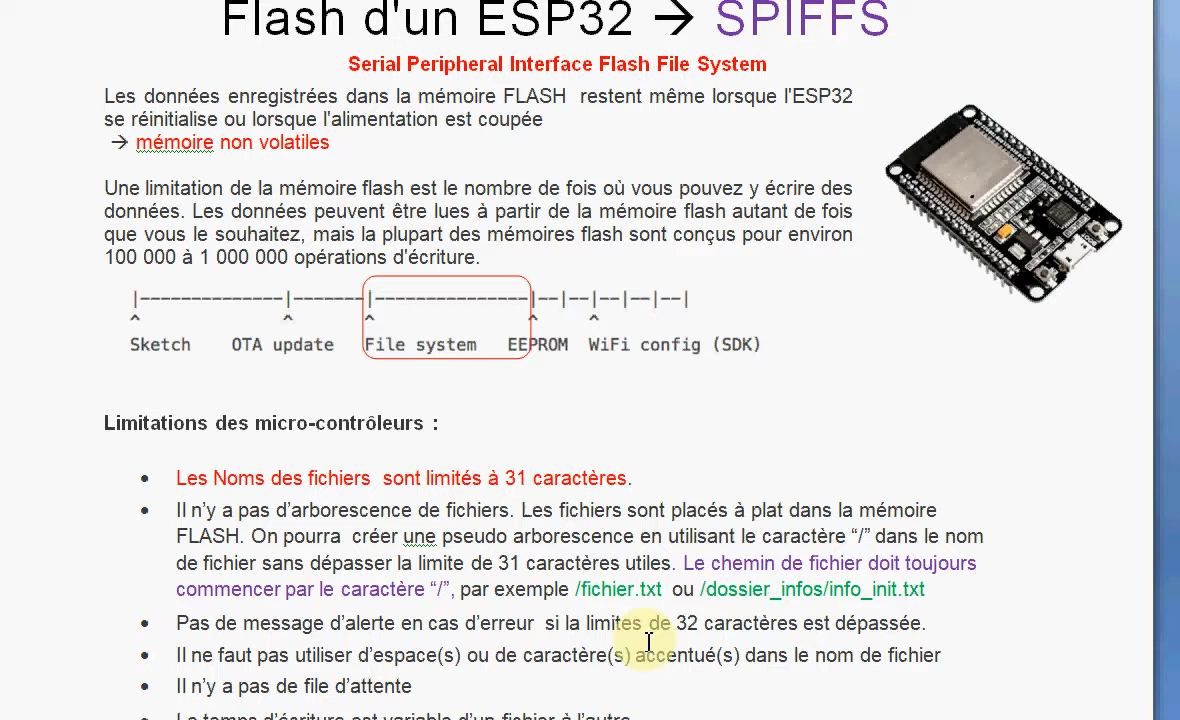 Flash d'un ESP32 → SPIFFS
Serial Peripheral Interface Flash File System
Les données enregistrées dans la mémoire FLASH restent même lorsque l'ESP32
se réinitialise ou lorsque l'alimentation est coupée
→ mémoire non volatiles
Une limitation de la mémoire flash est le nombre de fois où vous pouvez y écrire des
données. Les données peuvent être lues à partir de la mémoire flash autant de fois
que vous le souhaitez, mais la plupart des mémoires flash sont conçus pour environ
100 000 à 1 000 000 opérations d'écriture.
|--------------|-------|---------------|--|--|--|--|--|
^ ^ ^ ^ ^
Sketch OTA update File system EEPROM WiFi config (SDK)
Limitations des micro-contrôleurs :
• Les Noms des fichiers sont limités à 31 caractères.
• Il n’y a pas d’arborescence de fichiers. Les fichiers sont placés à plat dans la mémoire
FLASH. On pourra créer une pseudo arborescence en utilisant le caractère “/” dans le nom
de fichier sans dépasser la limite de 31 caractères utiles. Le chemin de fichier doit toujours
commencer par le caractère “/”, par exemple /fichier.txt ou /dossier_infos/info_init.txt
• Pas de message d’alerte en cas d’erreur si la limites de 32 caractères est dépassée.
• Il ne faut pas utiliser d’espace(s) ou de caractère(s) accentué(s) dans le nom de fichier
• Il n’y a pas de file d’attente
• Le temps d’écriture est variable d’un fichier à l’autre